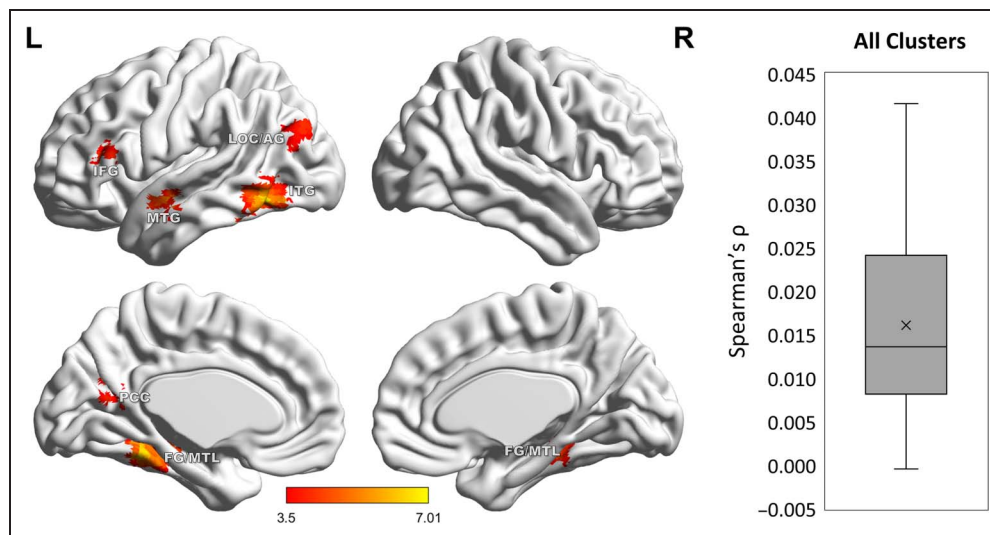 L
R
LOC/AG
IFG
ITG
MTG
PCC
FG/MTL
FG/MTL
3.5
7.01
All Clusters
Spearman's ρ
0.045
0.040
0.035
0.030
0.025
0.020
0.015
0.010
0.005
0.000
−0.005